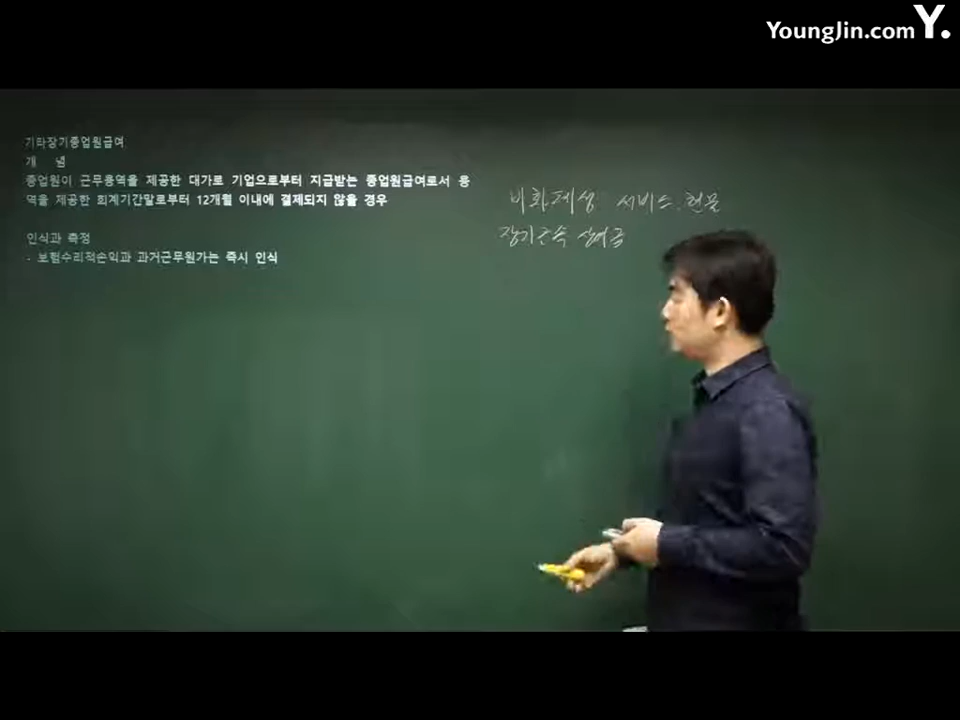 YoungJin.com Y.
기타장기종업원급여
개 념
종업원이 근무용역을 제공한 대가로 기업으로부터 지급받는 종업원급여로서 용
역을 제공한 회계기간말로부터 12개월 이내에 결제되지 않을 경우
인식과 측정
- 보험수리적손익과 과거근무원가는 즉시 인식
비화폐성 서비스. 현물
장기근속 상여금